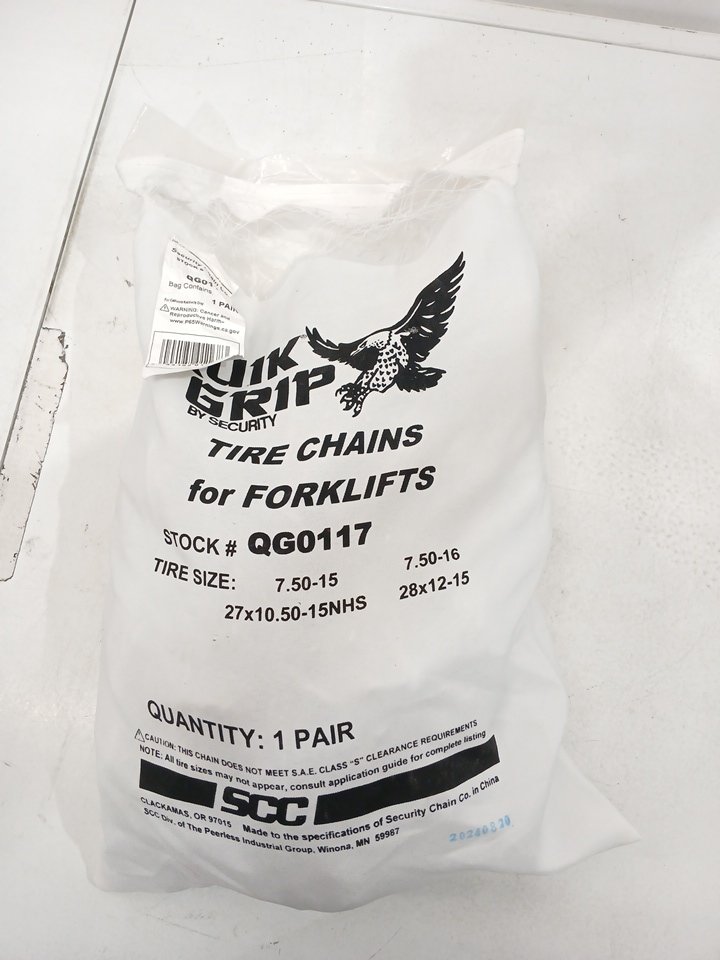 QG011
Bag Contains
1 PAIR
WARNING: Cancer and
Reproductive Harm-
www.P65Warnings.ca.gov
UIK
GRIP
BY SECURITY
TIRE CHAINS
for FORKLIFTS
STOCK # QG0117
TIRE SIZE: 7.50-15 7.50-16
27x10.50-15NHS 28x12-15
QUANTITY: 1 PAIR
CAUTION: THIS CHAIN DOES NOT MEET S.A.E. CLASS "S" CLEARANCE REQUIREMENTS
NOTE: All tire sizes may not appear, consult application guide for complete listing
SCC
CLACKAMAS, OR 97015 Made to the specifications of Security Chain Co. in China
SCC Div. of The Peerless Industrial Group, Winona, MN 59987
20240820